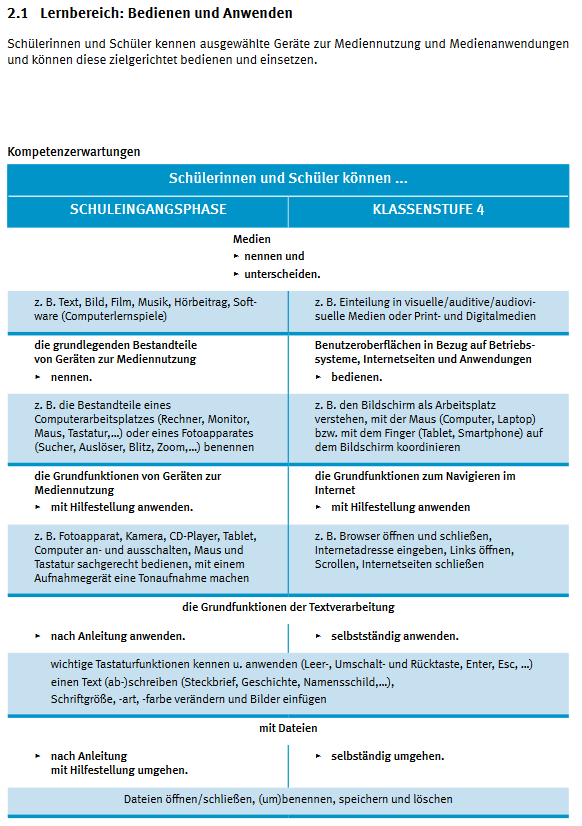 2.1 Lernbereich: Bedienen und Anwenden
Schülerinnen und Schüler kennen ausgewählte Geräte zur Mediennutzung und Medienanwendungen
und können diese zielgerichtet bedienen und einsetzen.
Kompetenzerwartungen
Schülerinnen und Schüler können ...
SCHULEINGANGSPHASE
KLASSENSTUFE 4
Medien
► nennen und
► unterscheiden.
z. B. Text, Bild, Film, Musik, Hörbeitrag, Soft-
ware (Computerlernspiele)
z. B. Einteilung in visuelle/auditive/audiovi-
suelle Medien oder Print- und Digitalmedien
die grundlegenden Bestandteile
von Geräten zur Mediennutzung
► nennen.
Benutzeroberflächen in Bezug auf Betriebs-
systeme, Internetseiten und Anwendungen
► bedienen.
z. B. die Bestandteile eines
Computerarbeitsplatzes (Rechner, Monitor,
Maus, Tastatur,...) oder eines Fotoapparates
(Sucher, Auslöser, Blitz, Zoom,...) benennen
z. B. den Bildschirm als Arbeitsplatz
verstehen, mit der Maus (Computer, Laptop)
bzw. mit dem Finger (Tablet, Smartphone) auf
dem Bildschirm koordinieren
die Grundfunktionen von Geräten zur
Mediennutzung
► mit Hilfestellung anwenden.
die Grundfunktionen zum Navigieren im
Internet
► mit Hilfestellung anwenden
z. B. Fotoapparat, Kamera, CD-Player, Tablet,
Computer an- und ausschalten, Maus und
Tastatur sachgerecht bedienen, mit einem
Aufnahmegerät eine Tonaufnahme machen
z. B. Browser öffnen und schließen,
Internetadresse eingeben, Links öffnen,
Scrollen, Internetseiten schließen
die Grundfunktionen der Textverarbeitung
► nach Anleitung anwenden.
► selbstständig anwenden.
wichtige Tastaturfunktionen kennen u. anwenden (Leer-, Umschalt- und Rücktaste, Enter, Esc, ...)
einen Text (ab-)schreiben (Steckbrief, Geschichte, Namensschild,...),
Schriftgröße, -art, -farbe verändern und Bilder einfügen
mit Dateien
► nach Anleitung
mit Hilfestellung umgehen.
► selbständig umgehen.
Dateien öffnen/schließen, (um)benennen, speichern und löschen